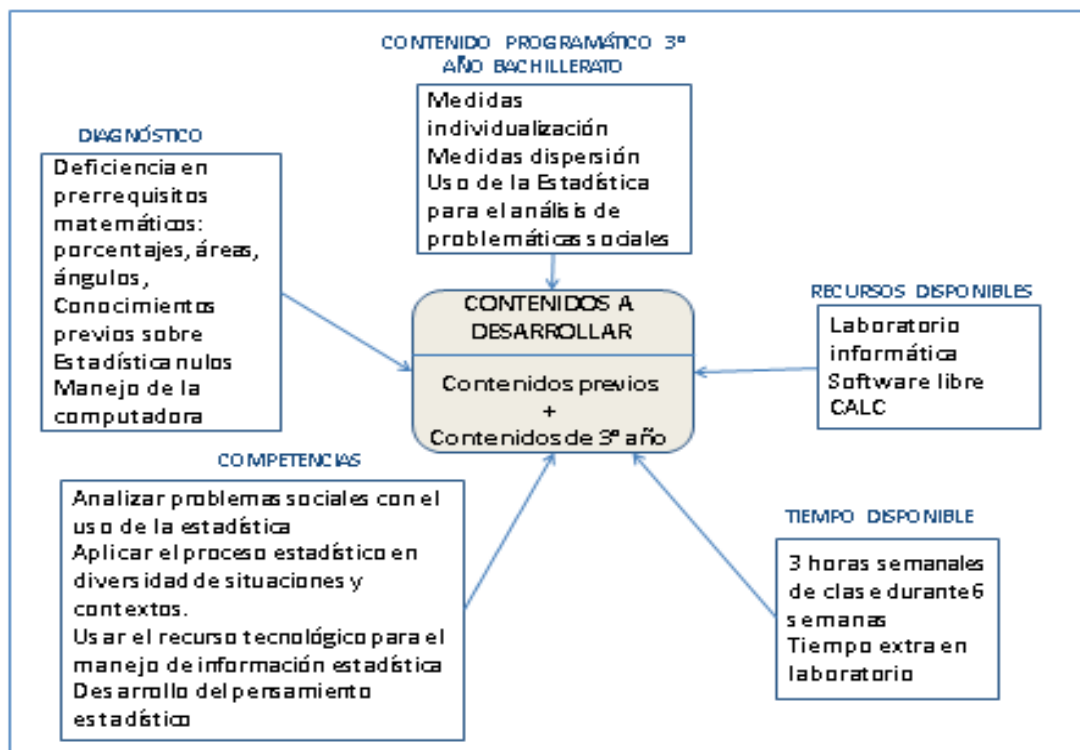 CONTENIDO PROGRAMÁTICO 3º
AÑO BACHILLERATO
Medidas
individualización
Medidas dispersión
Uso de la Estadística
para el análisis de
problemáticas sociales
DIAGNÓSTICO
Deficiencia en
prerrequisitos
matemáticos:
porcentajes, áreas,
ángulos,
Conocimientos
previos sobre
Estadística nulos
Manejo de la
computadora
CONTENIDOS A
DESARROLLAR
Contenidos previos
+
Contenidos de 3º año
RECURSOS DISPONIBLES
Laboratorio
informática
Software libre
CALC
COMPETENCIAS
Analizar problemas sociales con el
uso de la estadística
Aplicar el proceso estadístico en
diversidad de situaciones y
contextos.
Usar el recurso tecnológico para el
manejo de información estadística
Desarrollo del pensamiento
estadístico
TIEMPO DISPONIBLE
3 horas semanales
de clase durante 6
semanas
Tiempo extra en
laboratorio